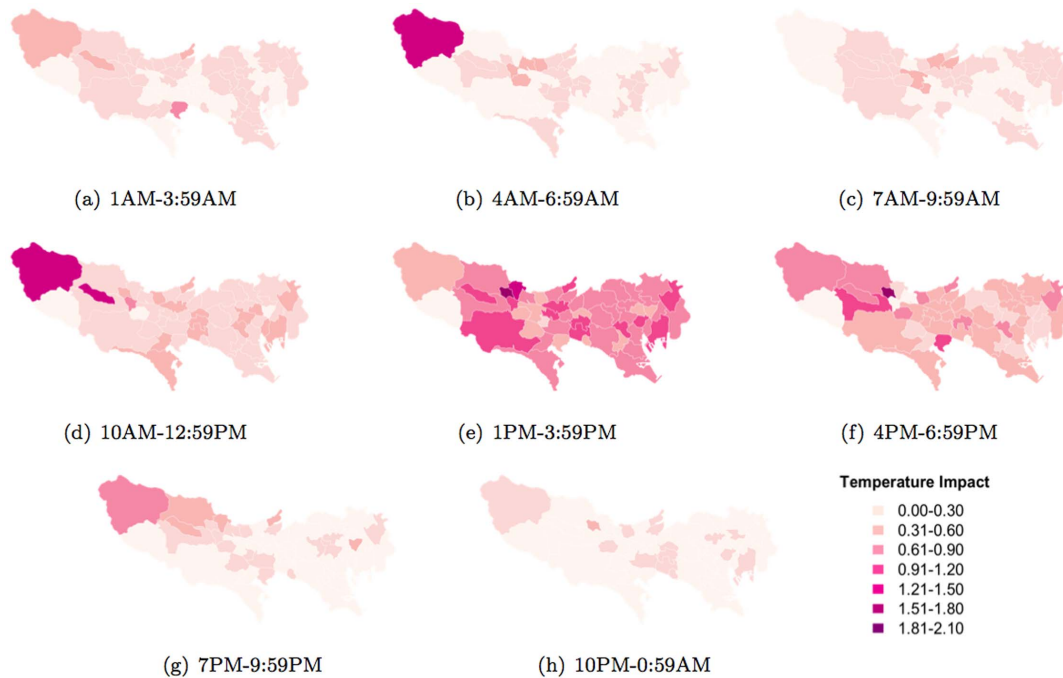 (a) 1AM-3:59AM
(b) 4AM-6:59AM
(c) 7AM-9:59AM
(d) 10AM-12:59PM
(e) 1PM-3:59PM
(f) 4PM-6:59PM
(g) 7PM-9:59PM
(h) 10PM-0:59AM
Temperature Impact
0.00-0.30
0.31-0.60
0.61-0.90
0.91-1.20
1.21-1.50
1.51-1.80
1.81-2.10